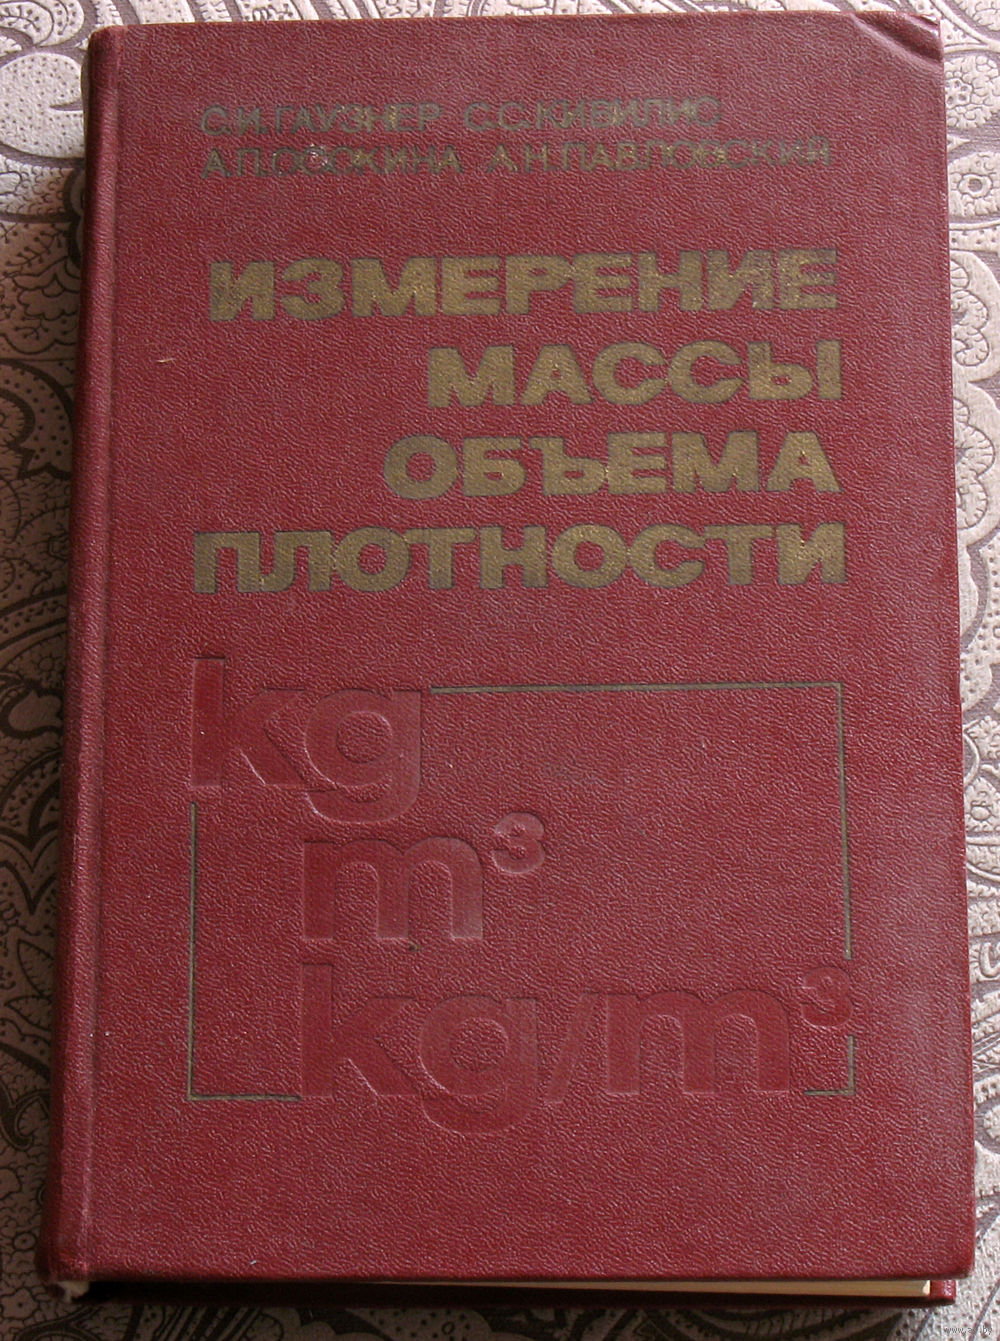 С.И.ГАУЗНЕР С.С.КИВИЛИС
А.П.ОСОКИНА А.Н.ПАВЛОВСКИЙ
ИЗМЕРЕНИЕ
МАССЫ
ОБЪЕМА
ПЛОТНОСТИ
kg
m³
kg/m³